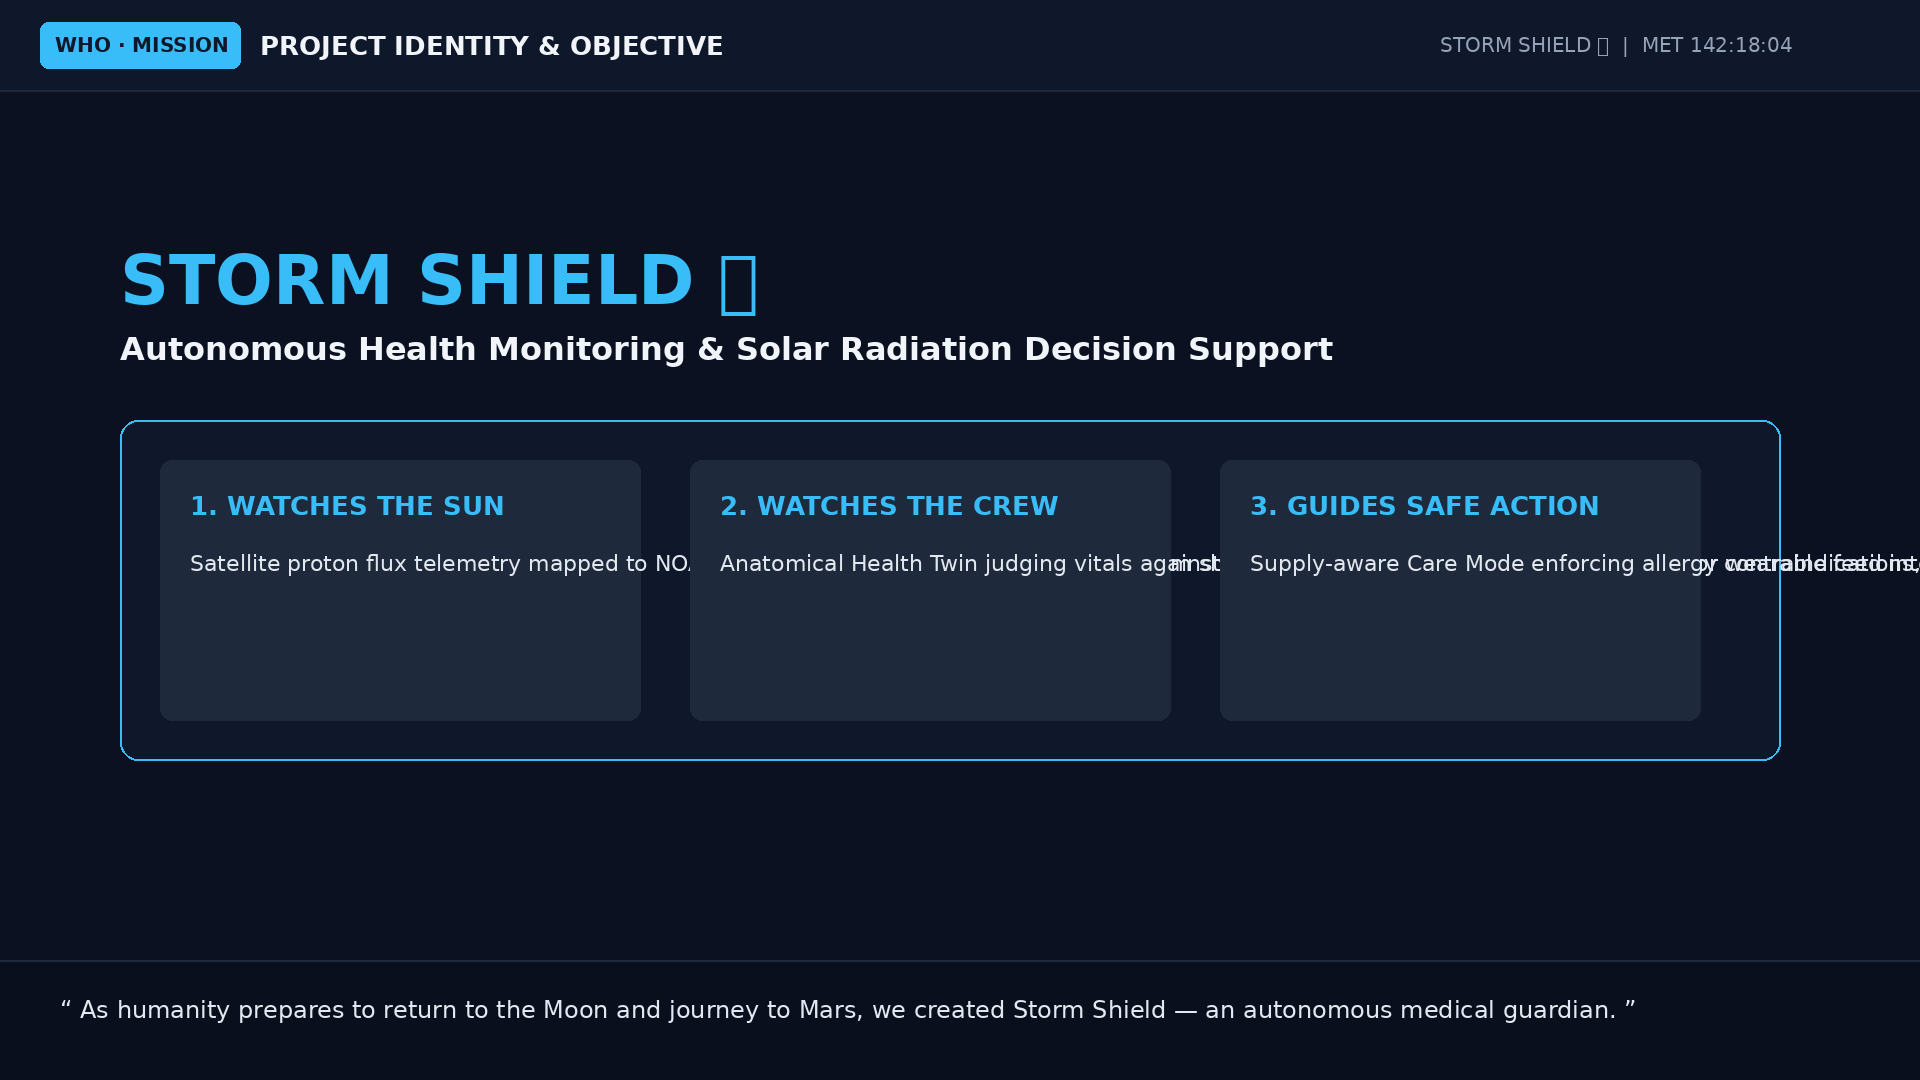 WHO · MISSION
PROJECT IDENTITY & OBJECTIVE
STORM SHIELD | MET 142:18:04
STORM SHIELD
Autonomous Health Monitoring & Solar Radiation Decision Support
1. WATCHES THE SUN
Satellite proton flux telemetry mapped to
2. WATCHES THE CREW
Anatomical Health Twin judging vitals against
3. GUIDES SAFE ACTION
Supply-aware Care Mode enforcing allergy contraindications,
“ As humanity prepares to return to the Moon and journey to Mars, we created Storm Shield — an autonomous medical guardian. ”